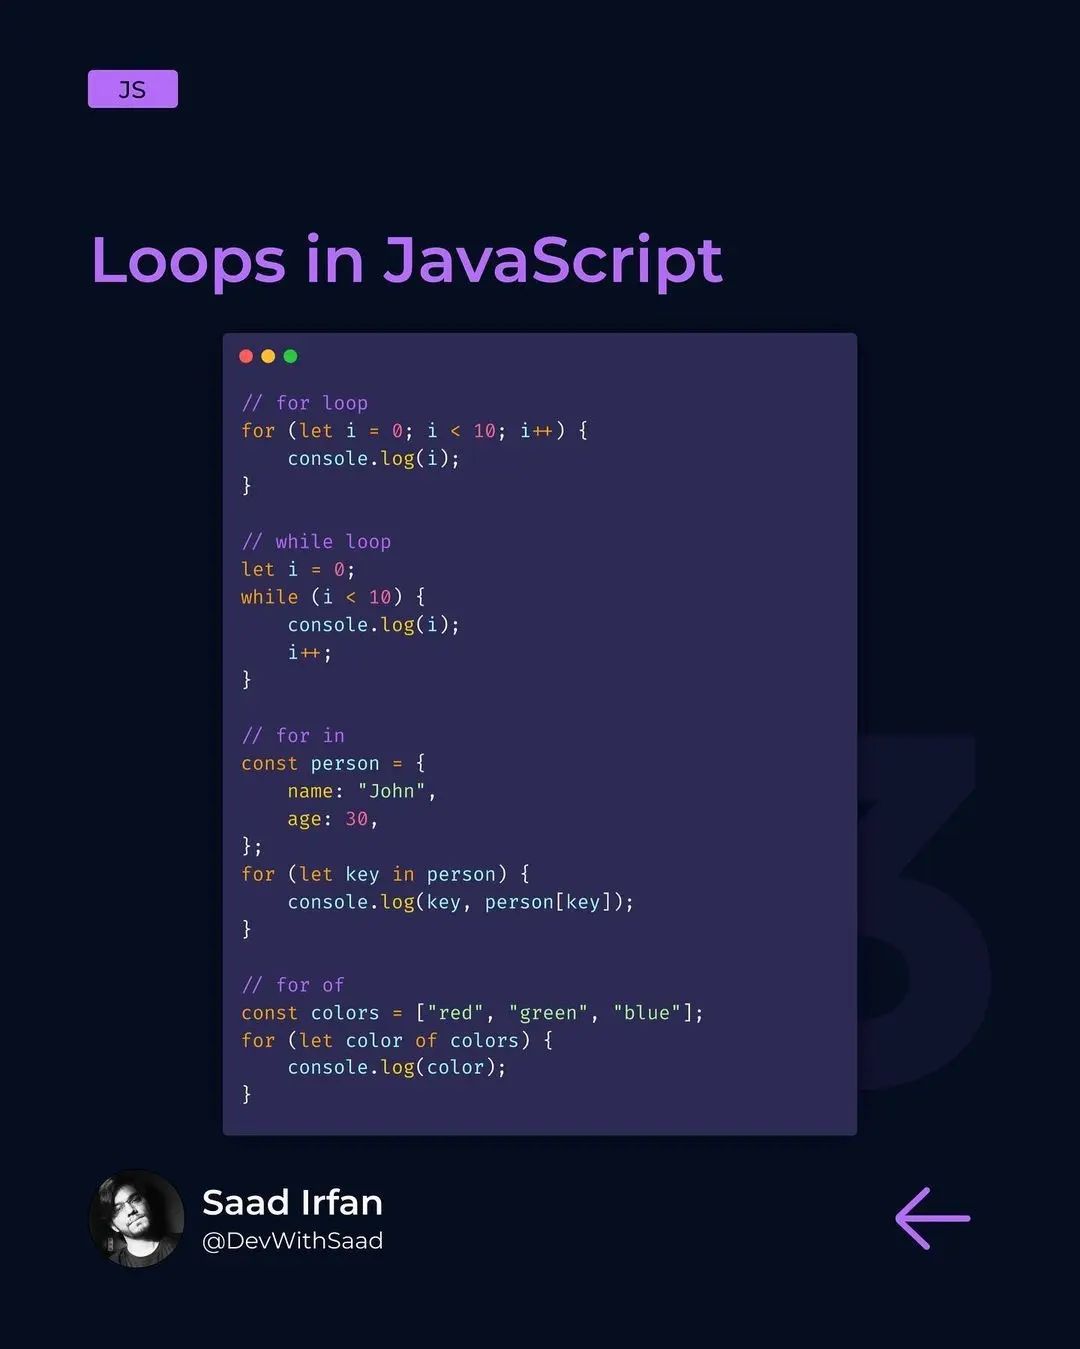 JS
Loops in JavaScript
// for loop
for (let i = 0; i < 10; i++) {
    console.log(i);
}

// while loop
let i = 0;
while (i < 10) {
    console.log(i);
    i++;
}

// for in
const person = {
    name: "John",
    age: 30,
};
for (let key in person) {
    console.log(key, person[key]);
}

// for of
const colors = ["red", "green", "blue"];
for (let color of colors) {
    console.log(color);
}
3
Saad Irfan
@DevWithSaad